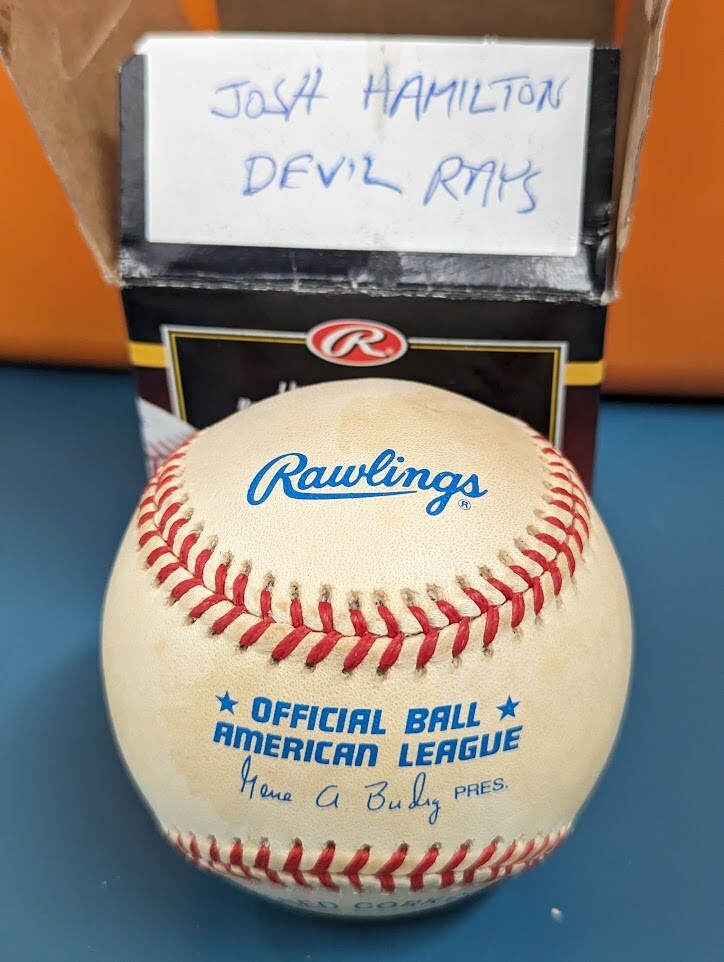 JOSH HAMILTON
DEVIL RAYS
R
Rawlings®
★ OFFICIAL BALL ★
AMERICAN LEAGUE
Gene A. Budig PRES.